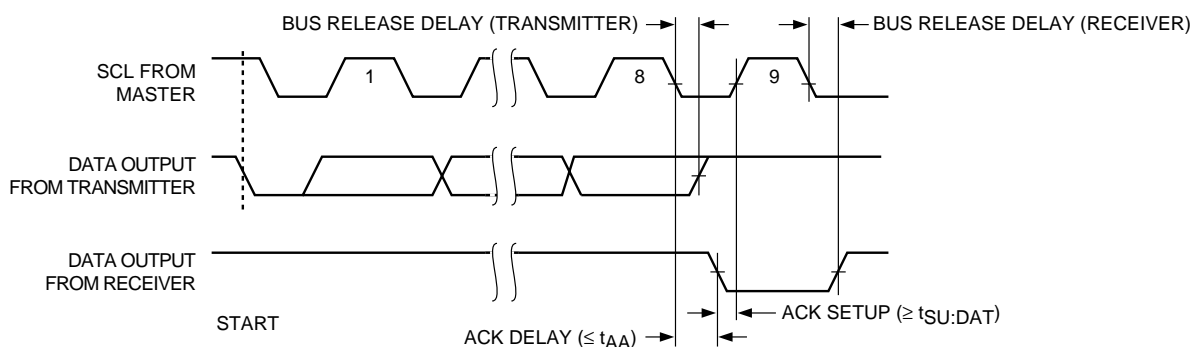 BUS RELEASE DELAY (TRANSMITTER)
BUS RELEASE DELAY (RECEIVER)
SCL FROM
MASTER
1
8
9
DATA OUTPUT
FROM TRANSMITTER
DATA OUTPUT
FROM RECEIVER
START
ACK SETUP (≥ tSU:DAT)
ACK DELAY (≤ tAA)